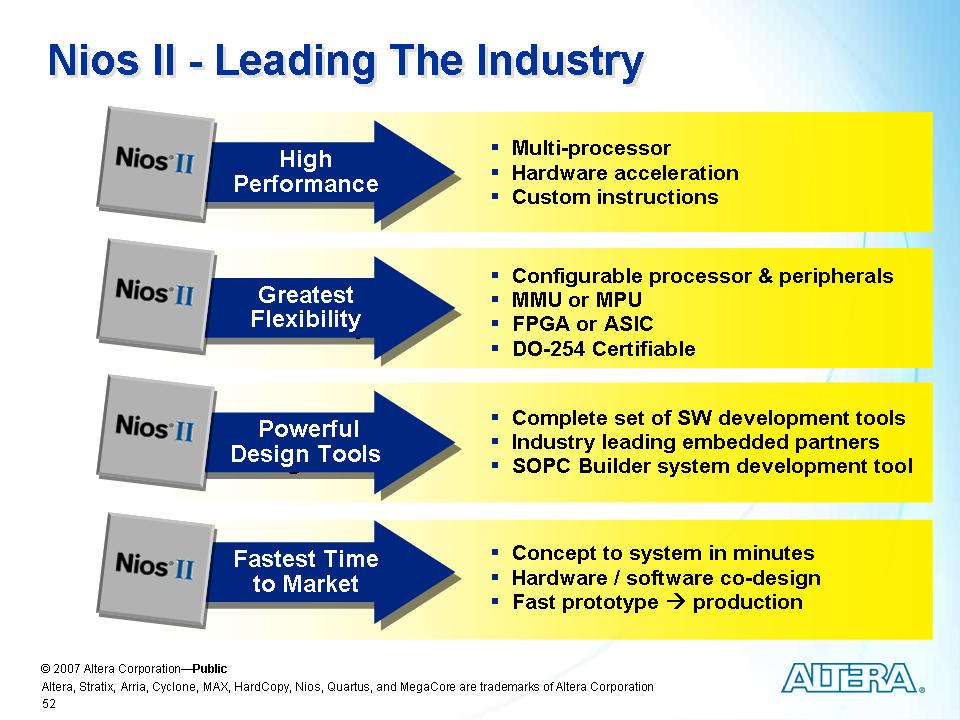 Nios II - Leading The Industry
Nios® II
High
Performance
▪ Multi-processor
▪ Hardware acceleration
▪ Custom instructions
Nios® II
Greatest
Flexibility
▪ Configurable processor & peripherals
▪ MMU or MPU
▪ FPGA or ASIC
▪ DO-254 Certifiable
Nios® II
Powerful
Design Tools
▪ Complete set of SW development tools
▪ Industry leading embedded partners
▪ SOPC Builder system development tool
Nios® II
Fastest Time
to Market
▪ Concept to system in minutes
▪ Hardware / software co-design
▪ Fast prototype → production
© 2007 Altera Corporation—Public
Altera, Stratix, Arria, Cyclone, MAX, HardCopy, Nios, Quartus, and MegaCore are trademarks of Altera Corporation
52
ALTERA®